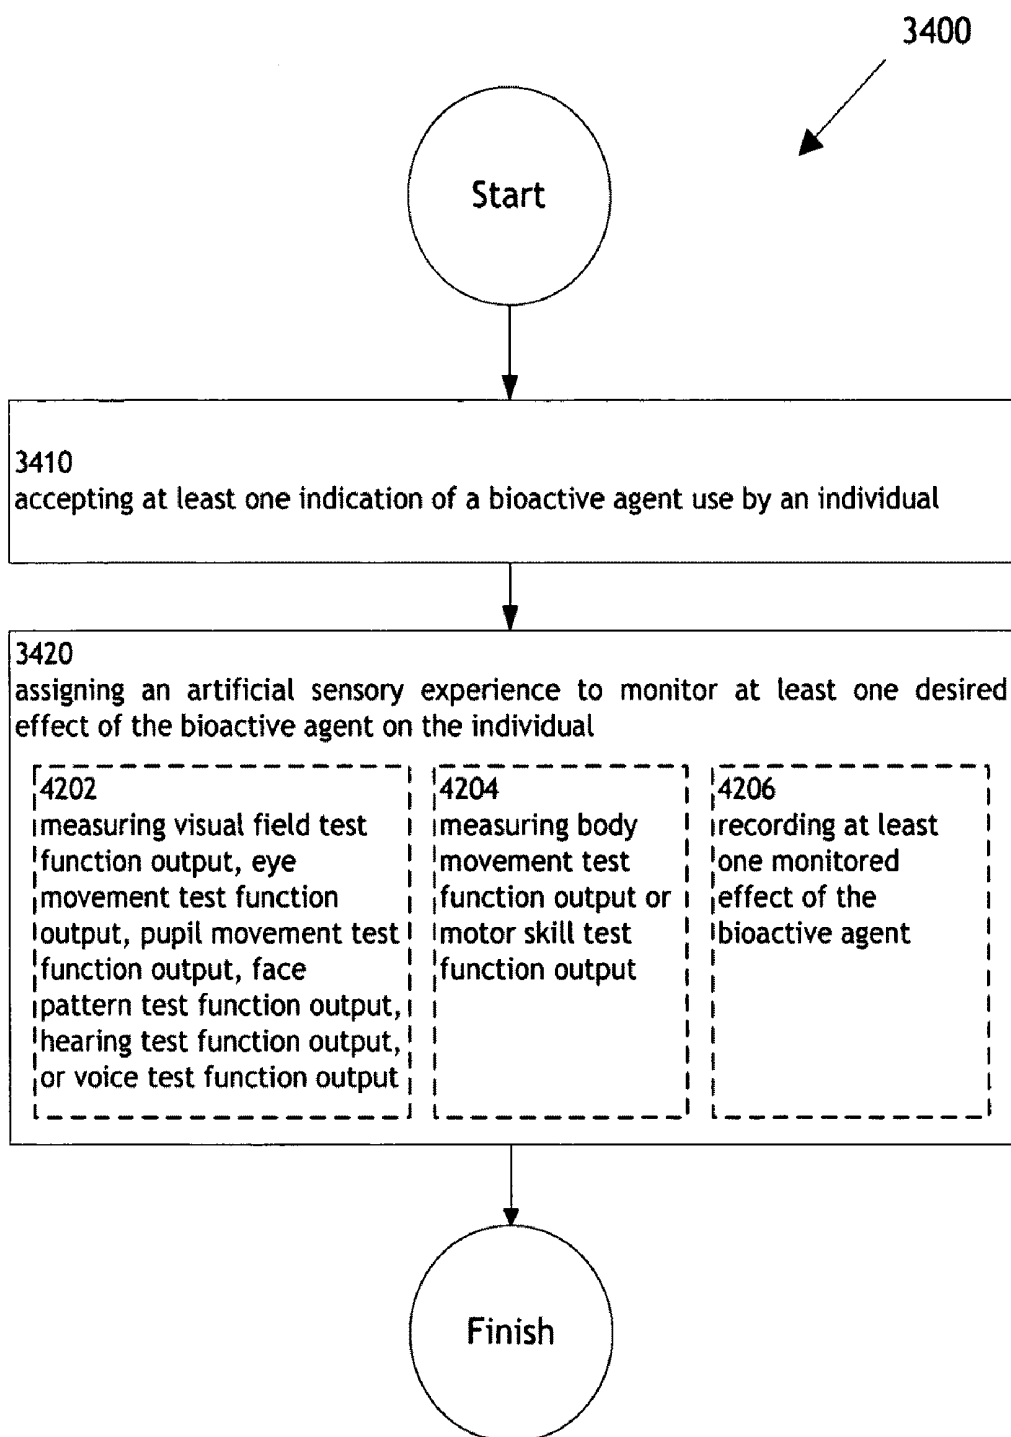 3400
Start
3410
accepting at least one indication of a bioactive agent use by an individual
3420
assigning an artificial sensory experience to monitor at least one desired
effect of the bioactive agent on the individual
4202
measuring visual field test
function output, eye
movement test function
output, pupil movement test
function output, face
pattern test function output,
hearing test function output,
or voice test function output
4204
measuring body
movement test
function output or
motor skill test
function output
4206
recording at least
one monitored
effect of the
bioactive agent
Finish